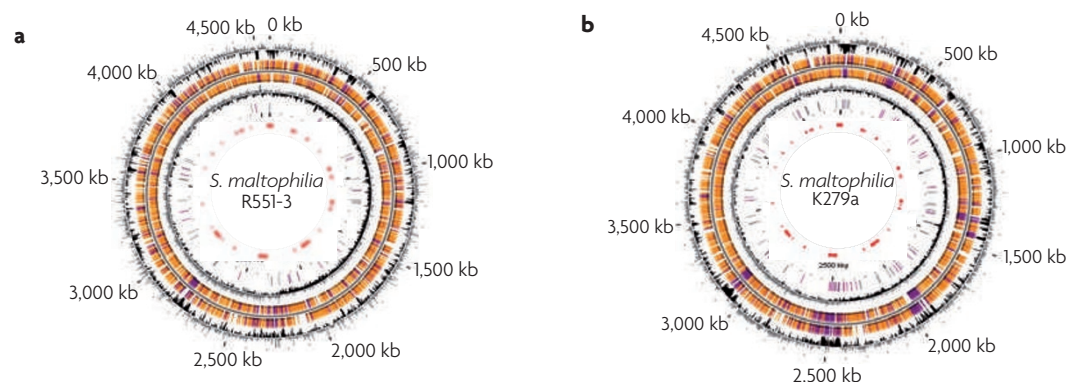 a
4,500 kb
0 kb
500 kb
1,000 kb
1,500 kb
2,000 kb
2,500 kb
3,000 kb
3,500 kb
4,000 kb
S. maltophilia
R551-3
b
4,500 kb
0 kb
500 kb
1,000 kb
1,500 kb
2,000 kb
2,500 kb
3,000 kb
3,500 kb
4,000 kb
S. maltophilia
K279a